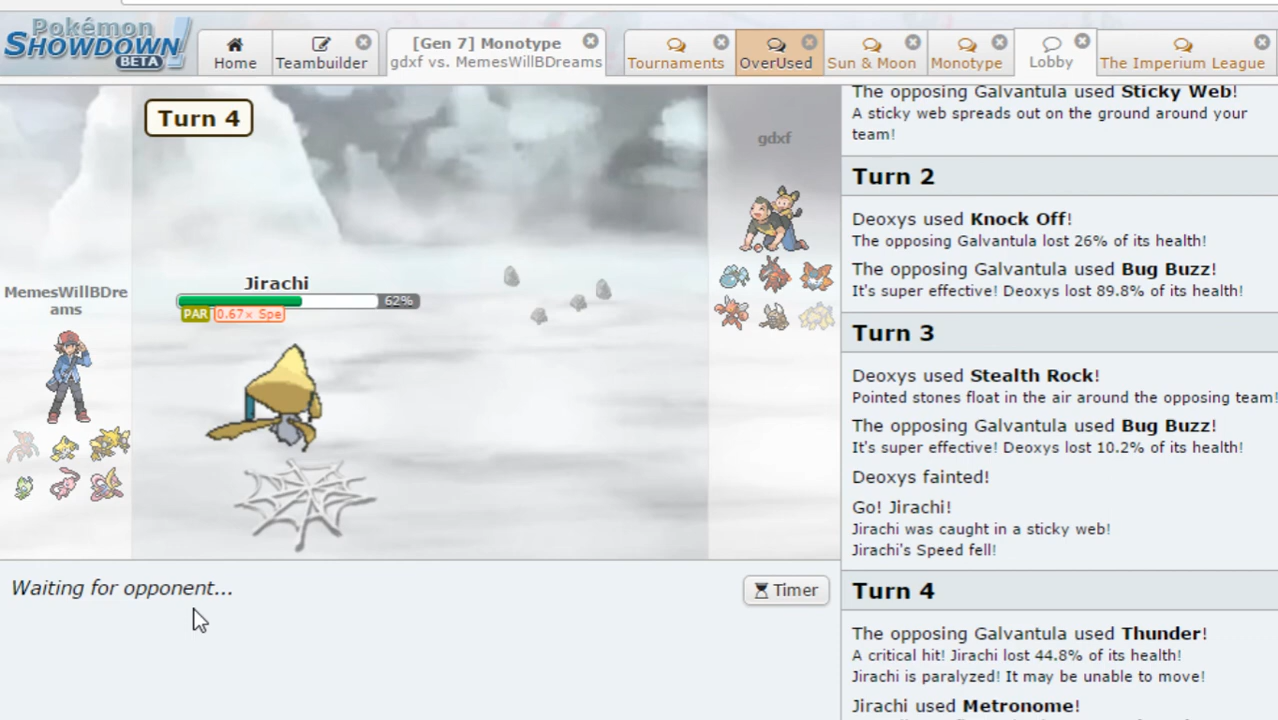 Pokémon
SHOWDOWN!
BETA
Home
Teambuilder
[Gen 7] Monotype
gdxf vs. MemesWillBDreams
Tournaments
OverUsed
Sun & Moon
Monotype
Lobby
The Imperium League
Turn 4
gdxf
MemesWillBDre
ams
Jirachi
62%
PAR 0.67× Spe
Waiting for opponent...
Timer
The opposing Galvantula used Sticky Web!
A sticky web spreads out on the ground around your
team!
Turn 2
Deoxys used Knock Off!
The opposing Galvantula lost 26% of its health!
The opposing Galvantula used Bug Buzz!
It's super effective! Deoxys lost 89.8% of its health!
Turn 3
Deoxys used Stealth Rock!
Pointed stones float in the air around the opposing team!
The opposing Galvantula used Bug Buzz!
It's super effective! Deoxys lost 10.2% of its health!
Deoxys fainted!
Go! Jirachi!
Jirachi was caught in a sticky web!
Jirachi's Speed fell!
Turn 4
The opposing Galvantula used Thunder!
A critical hit! Jirachi lost 44.8% of its health!
Jirachi is paralyzed! It may be unable to move!
Jirachi used Metronome!